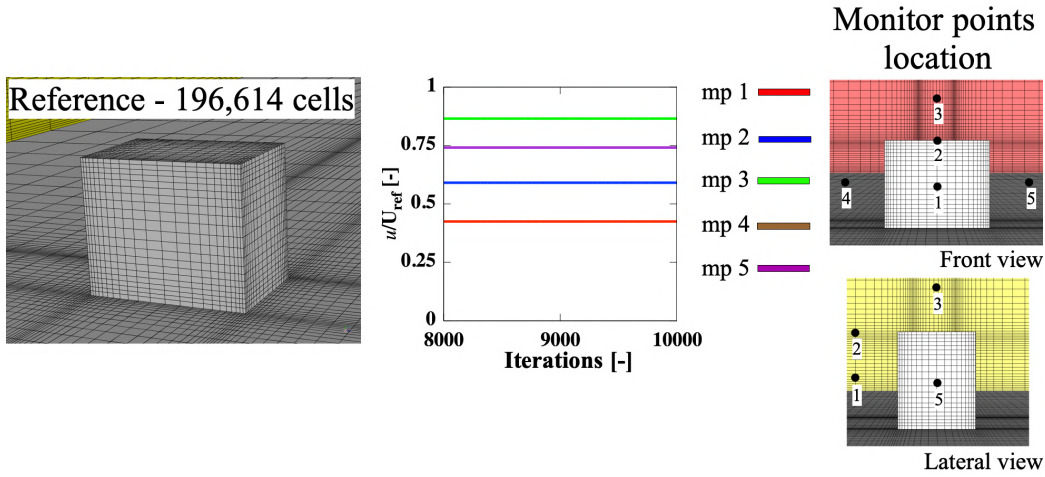 Reference - 196,614 cells
1
0.75
0.5
0.25
0
u/Uref [-]
8000
9000
10000
Iterations [-]
mp 1
mp 2
mp 3
mp 4
mp 5
Monitor points
location
3
2
1
4
5
Front view
3
2
1
5
Lateral view